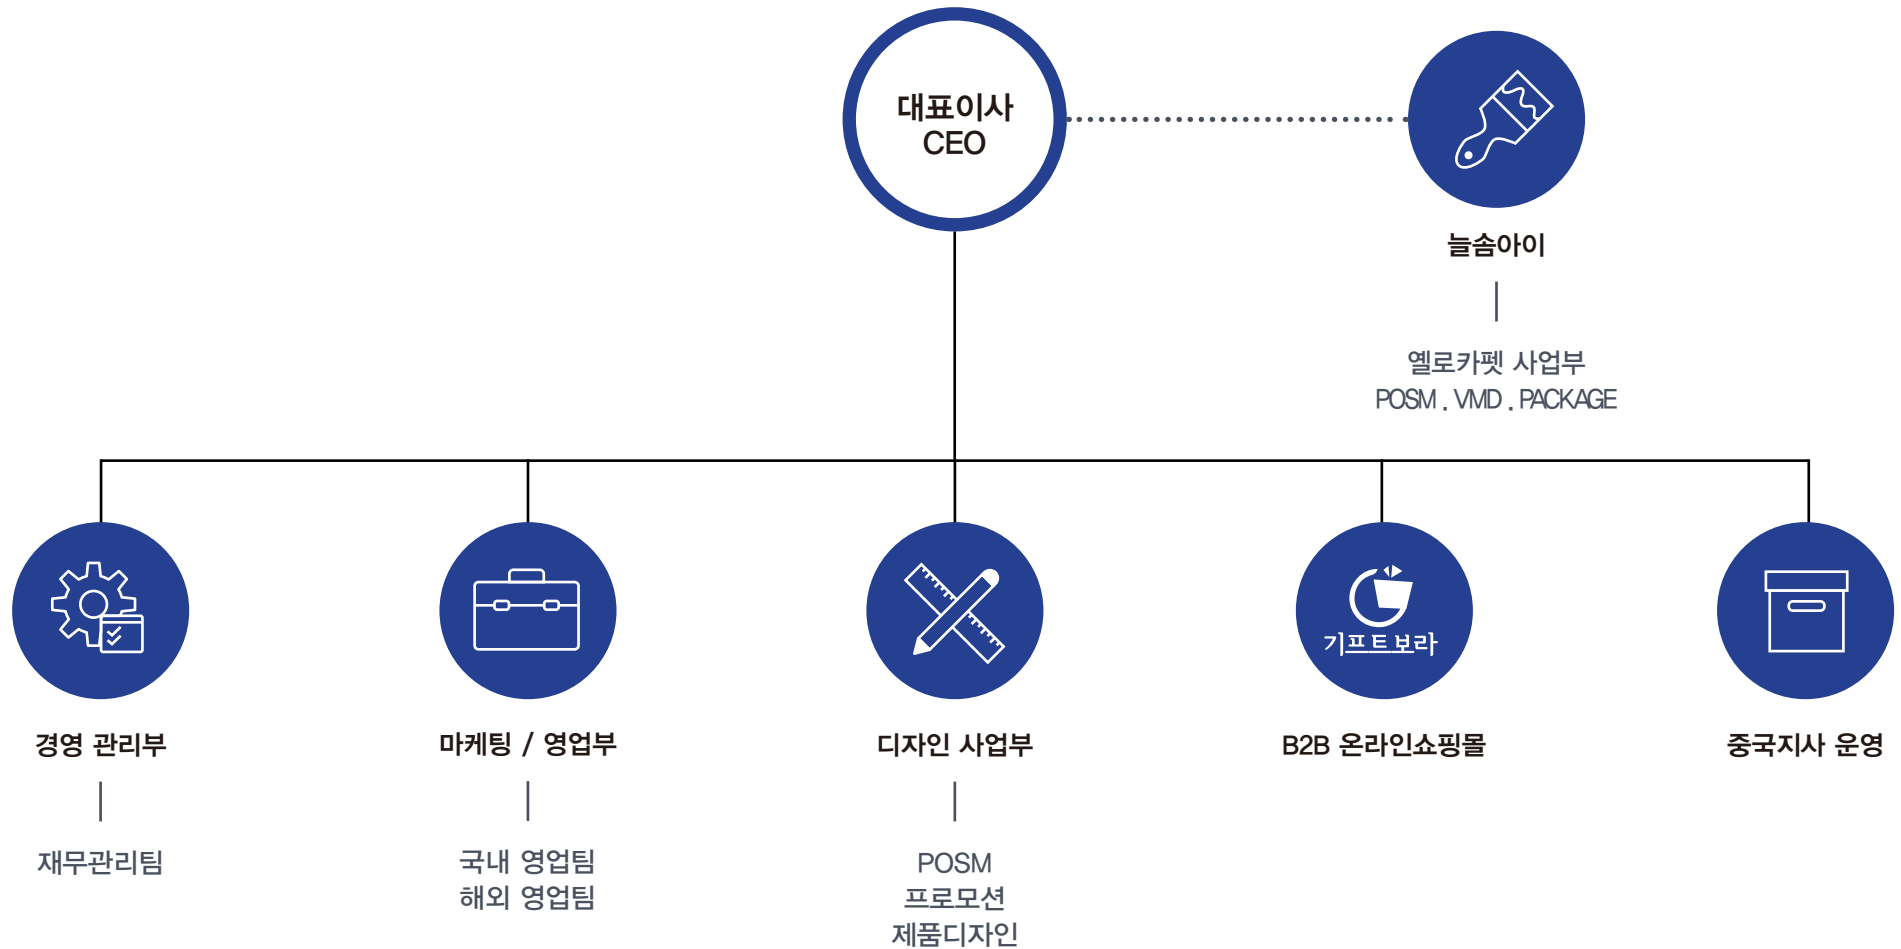 대표이사
CEO
늘솜아이
옐로카펫 사업부
POSM . VMD . PACKAGE
기프트보라
경영 관리부
마케팅 / 영업부
디자인 사업부
B2B 온라인쇼핑몰
중국지사 운영
재무관리팀
국내 영업팀
해외 영업팀
POSM
프로모션
제품디자인